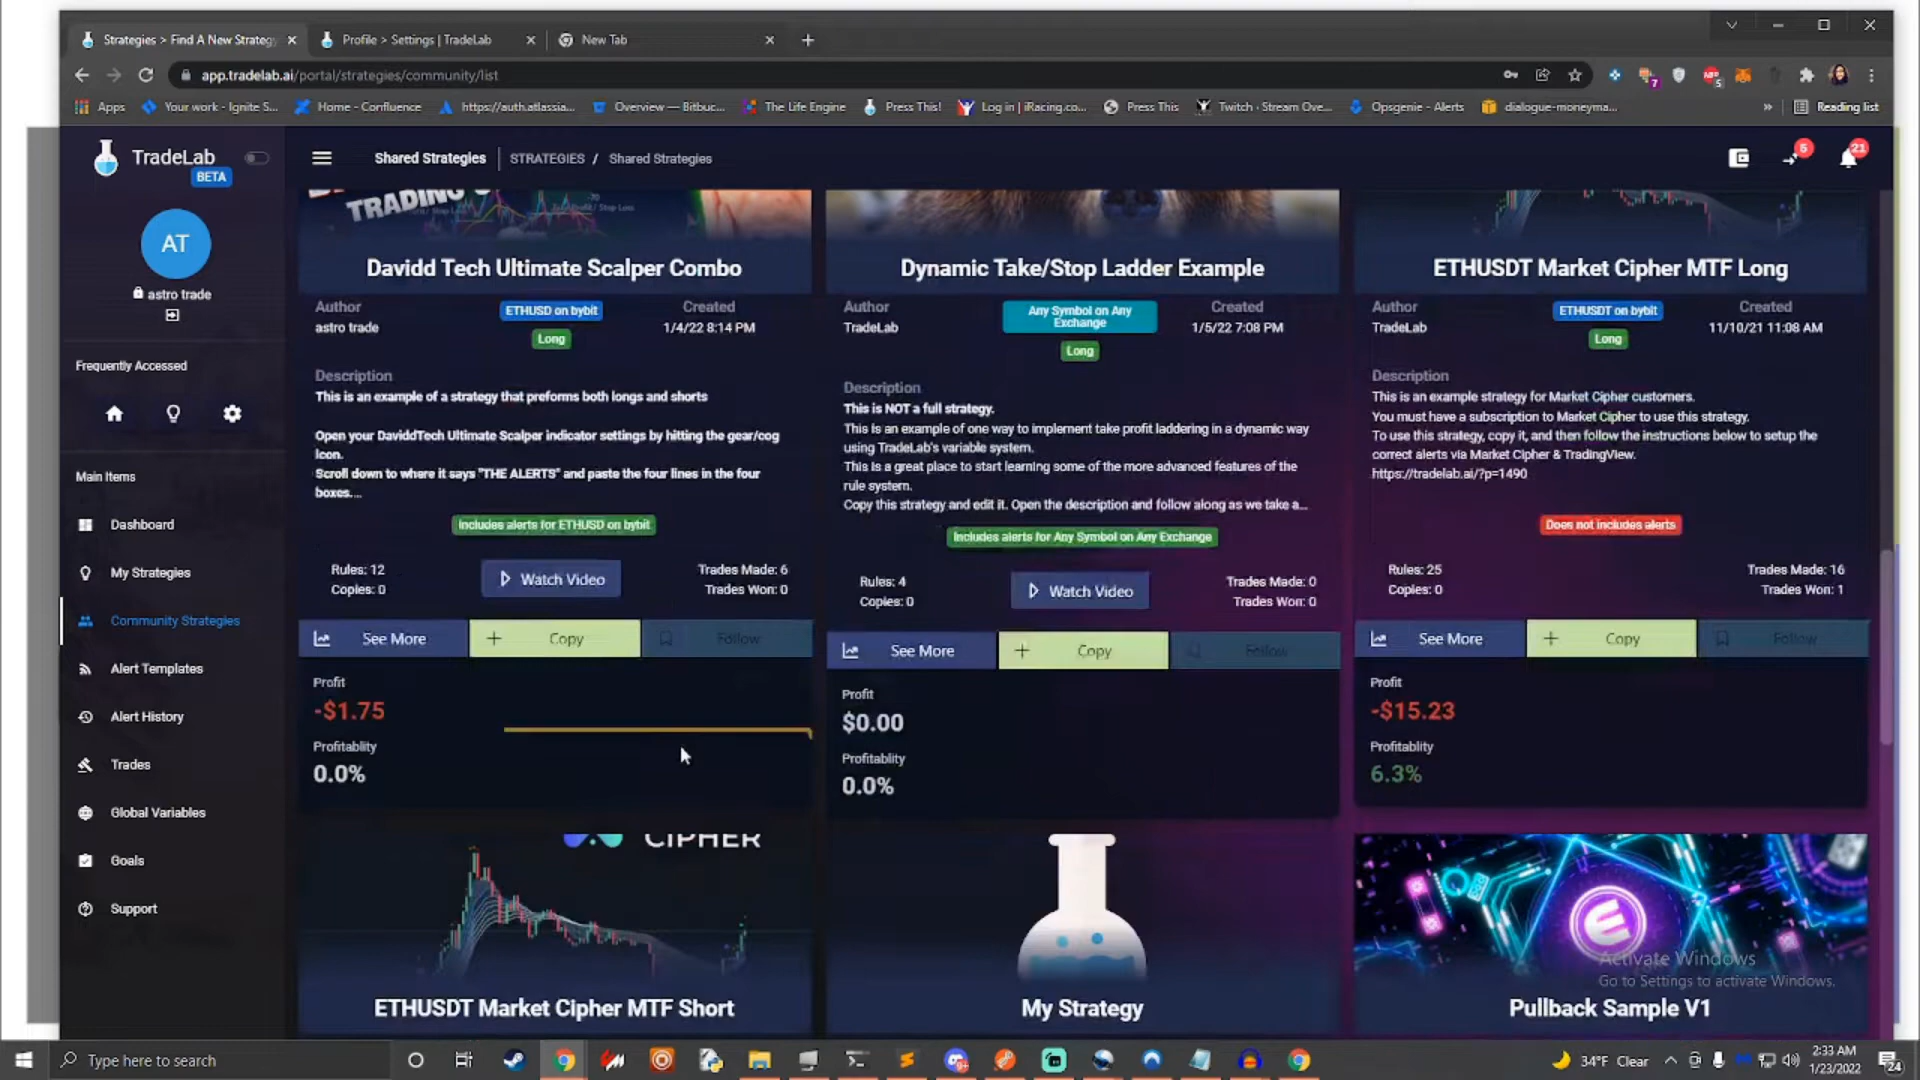 Strategies > Find A New Strateg
Profile > Settings | TradeLab
New Tab
app.tradelab.ai/portal/strategies/community/list
7
5
Apps
Your work - Ignite S...
Home - Confluence
https://auth.atlassia...
Overview — Bitbuc...
The Life Engine
Press This!
Log in | iRacing.co...
Press This
Twitch · Stream Ove...
Opsgenie - Alerts
dialogue-moneyma...
»
Reading list
TradeLab
BETA
Shared Strategies
STRATEGIES / Shared Strategies
5
21
AT
astro trade
Frequently Accessed
Main Items
Dashboard
My Strategies
Community Strategies
Alert Templates
Alert History
Trades
Global Variables
Goals
Support
TRADING
Davidd Tech Ultimate Scalper Combo
Author
astro trade
ETHUSD on bybit
Long
Created
1/4/22 8:14 PM
Description
This is an example of a strategy that preforms both longs and shorts
Open your DaviddTech Ultimate Scalper indicator settings by hitting the gear/cog
icon.
Scroll down to where it says "THE ALERTS" and paste the four lines in the four
boxes...
Includes alerts for ETHUSD on bybit
Rules: 12
Copies: 0
Watch Video
Trades Made: 6
Trades Won: 0
See More
Copy
Follow
Profit
-$1.75
Profitablity
0.0%
Dynamic Take/Stop Ladder Example
Author
TradeLab
Any Symbol on Any
Exchange
Long
Created
1/5/22 7:08 PM
Description
This is NOT a full strategy.
This is an example of one way to implement take profit laddering in a dynamic way
using TradeLab's variable system.
This is a great place to start learning some of the more advanced features of the
rule system.
Copy this strategy and edit it. Open the description and follow along as we take a...
Includes alerts for Any Symbol on Any Exchange
Rules: 4
Copies: 0
Watch Video
Trades Made: 0
Trades Won: 0
See More
Copy
Follow
Profit
$0.00
Profitablity
0.0%
ETHUSDT Market Cipher MTF Long
Author
TradeLab
ETHUSDT on bybit
Long
Created
11/10/21 11:08 AM
Description
This is an example strategy for Market Cipher customers.
You must have a subscription to Market Cipher to use this strategy.
To use this strategy, copy it, and then follow the instructions below to setup the
correct alerts via Market Cipher & TradingView.
https://tradelab.ai/?p=1490
Does not includes alerts
Rules: 25
Copies: 0
Trades Made: 16
Trades Won: 1
See More
Copy
Follow
Profit
-$15.23
Profitablity
6.3%
CIPHER
ETHUSDT Market Cipher MTF Short
My Strategy
Pullback Sample V1
Activate Windows
Go to Settings to activate Windows.
Type here to search
34°F Clear
2:33 AM
1/23/2022
24